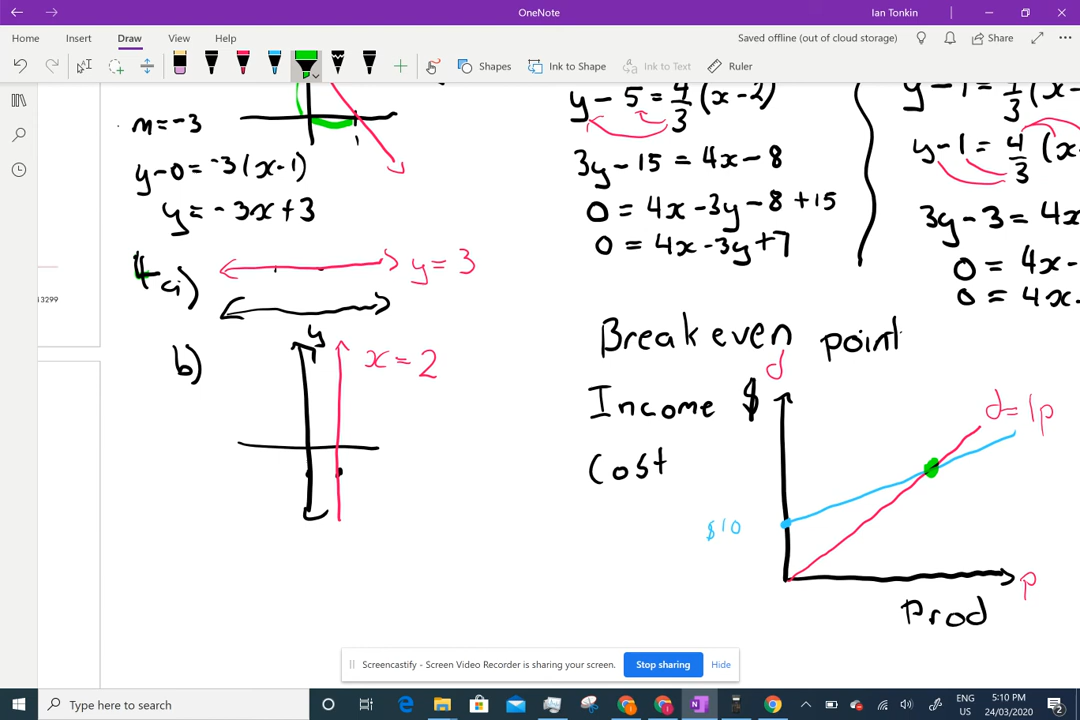 OneNote
Ian Tonkin
Home Insert Draw View Help
Saved offline (out of cloud storage)
Share
Ink to Shape
Shapes
Ink to Text
Ruler
m=-3
y-0=-3(x-1)
y=-3x+3
4 a)
y=3
b)
y
x=2
13299
y-5=4/3(x-2)
3y-15=4x-8
0=4x-3y-8+15
0=4x-3y+7
y-1=4/3(x-
3y-3=4x
0=4x-
0=4x-
Breakeven point
Income $
Cost
d
d=1p
$10
p
Prod
Screencastify - Screen Video Recorder is sharing your screen.
Stop sharing
Hide
Type here to search
ENG
US
5:10 PM
24/03/2020
2